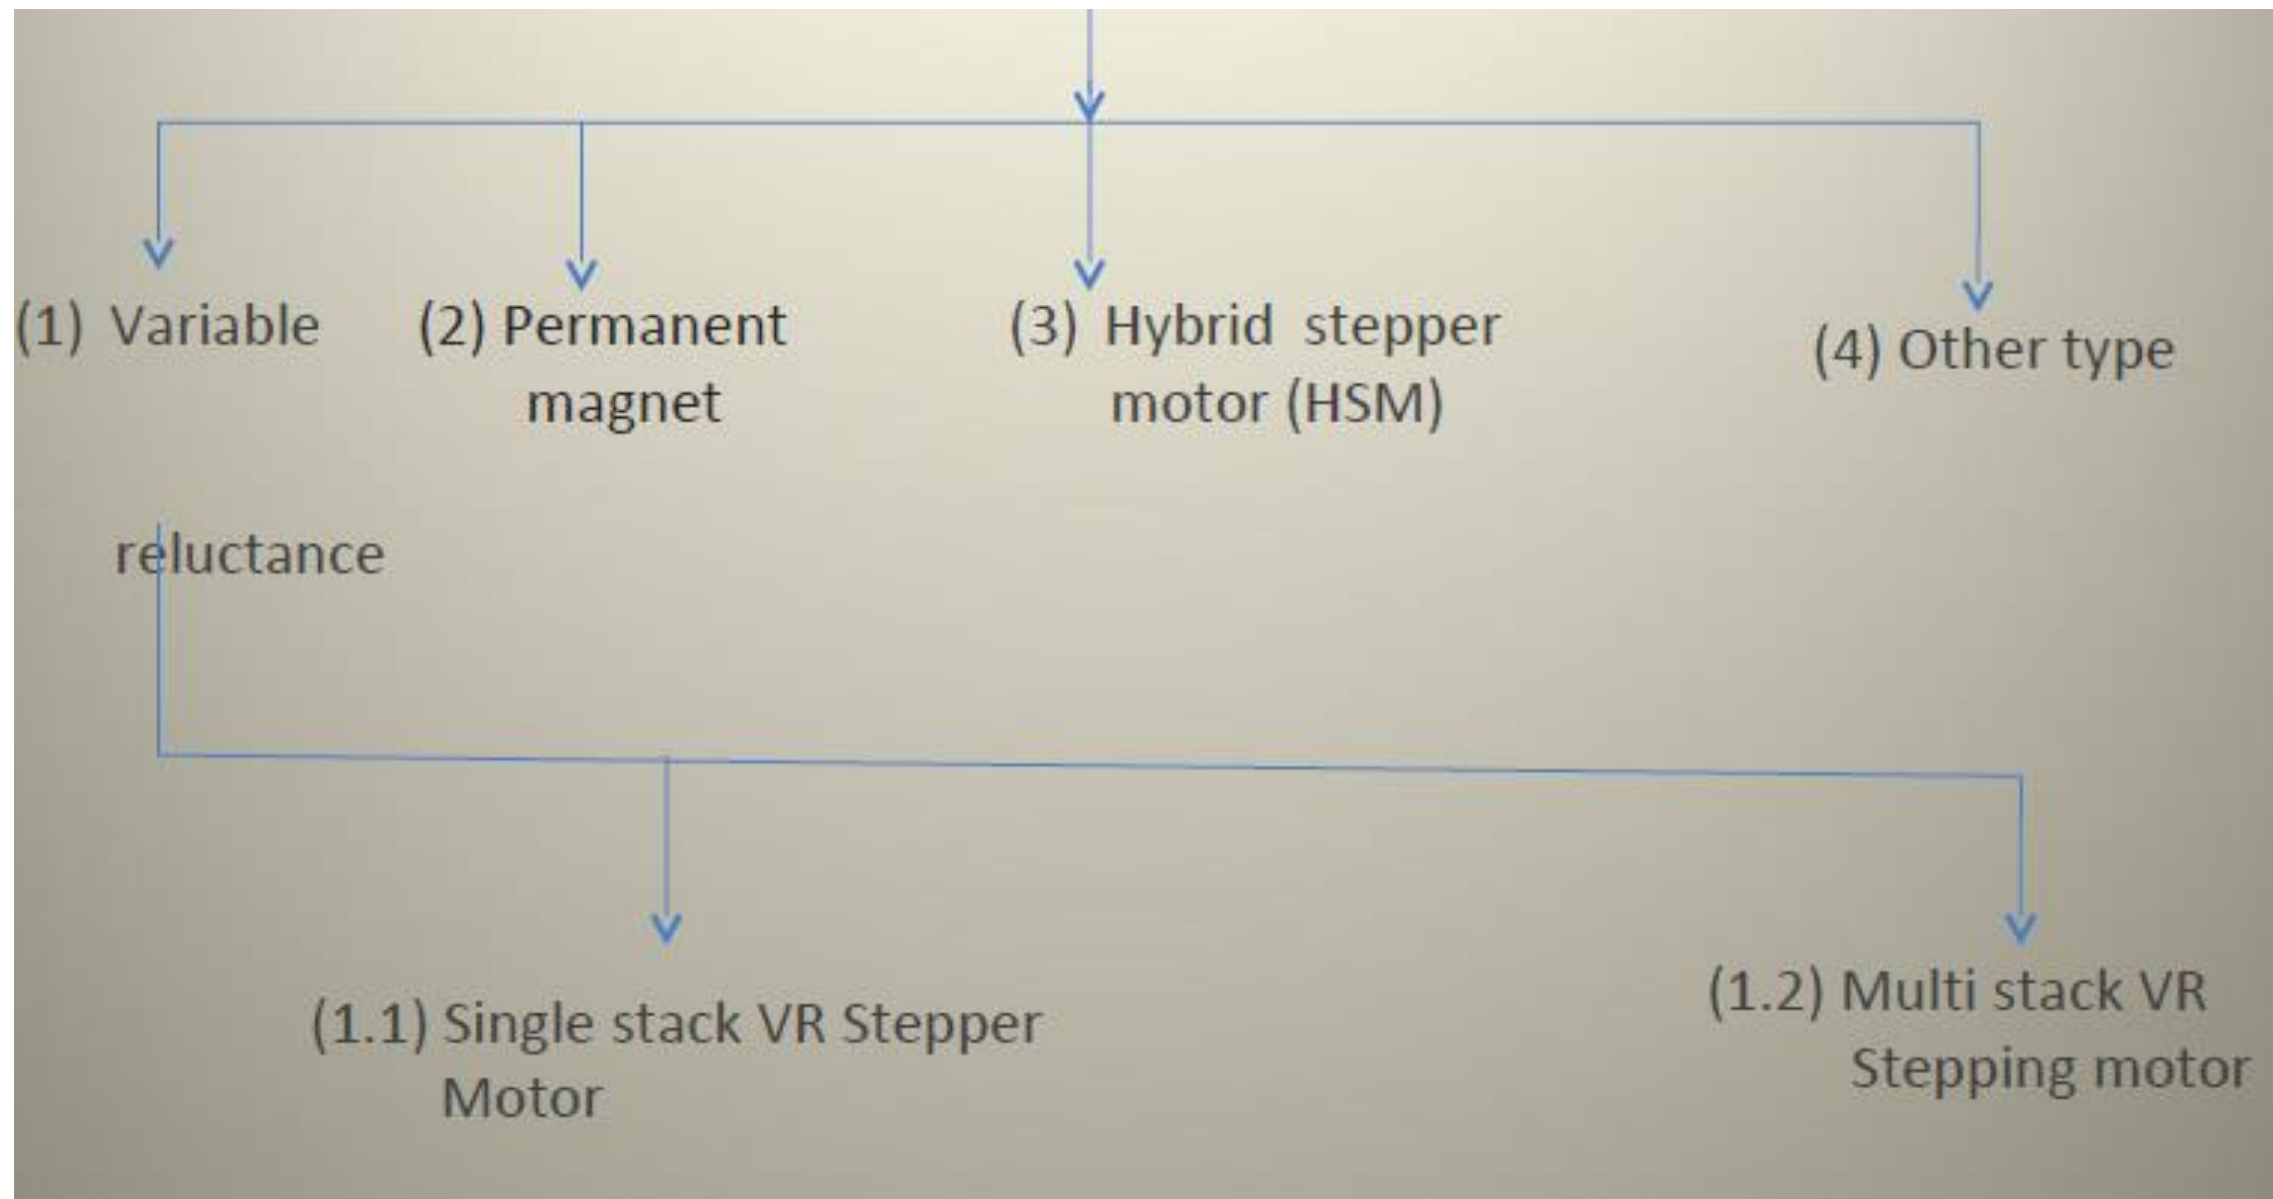 (1) Variable
reluctance
(2) Permanent
magnet
(3) Hybrid stepper
motor (HSM)
(4) Other type
(1.1) Single stack VR Stepper
Motor
(1.2) Multi stack VR
Stepping motor